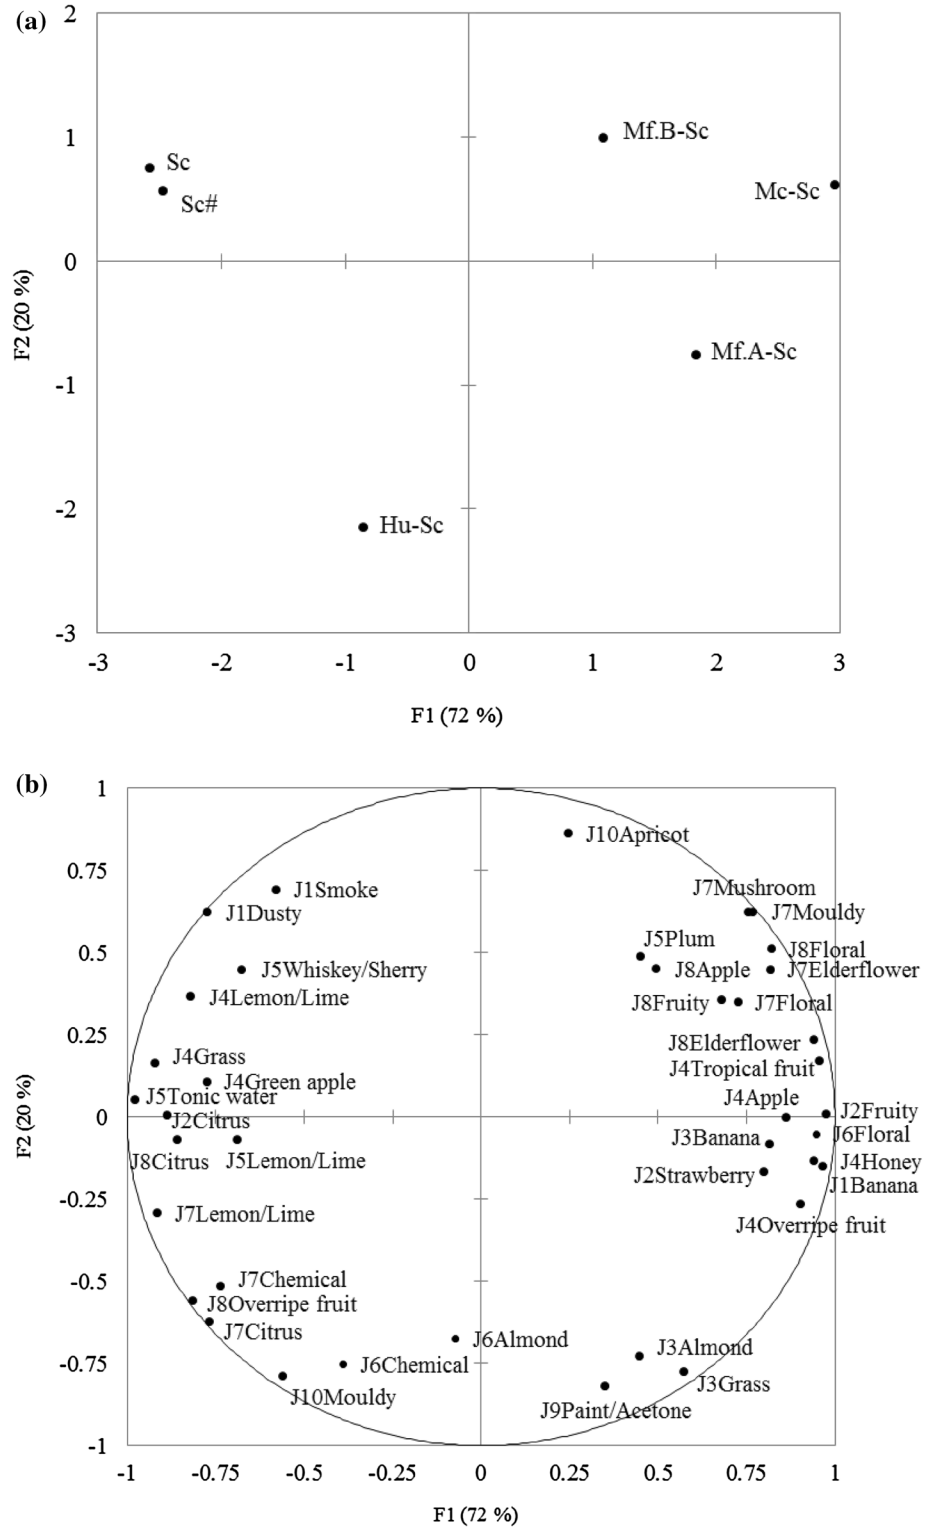 (a)
2
1
0
-1
-2
-3
F2 (20 %)
Sc
Sc#
Mf.B-Sc
Mc-Sc
Mf.A-Sc
Hu-Sc
-3 -2 -1 0 1 2 3
F1 (72 %)
(b)
1
0.75
0.5
0.25
0
-0.25
-0.5
-0.75
-1
F2 (20 %)
J10Apricot
J1Smoke
J7Mushroom
J1Dusty
J7Mouldy
J5Plum
J8Floral
J5Whiskey/Sherry
J8Apple
J7Elderflower
J4Lemon/Lime
J8Fruity
J7Floral
J8Elderflower
J4Grass
J4Tropical fruit
J4Green apple
J5Tonic water
J4Apple
J2Citrus
J2Fruity
J3Banana
J6Floral
J8Citrus
J5Lemon/Lime
J4Honey
J2Strawberry
J1Banana
J7Lemon/Lime
J4Overripe fruit
J7Chemical
J8Overripe fruit
J7Citrus
J6Almond
J3Almond
J6Chemical
J3Grass
J10Mouldy
J9Paint/Acetone
-1 -0.75 -0.5 -0.25 0 0.25 0.5 0.75 1
F1 (72 %)